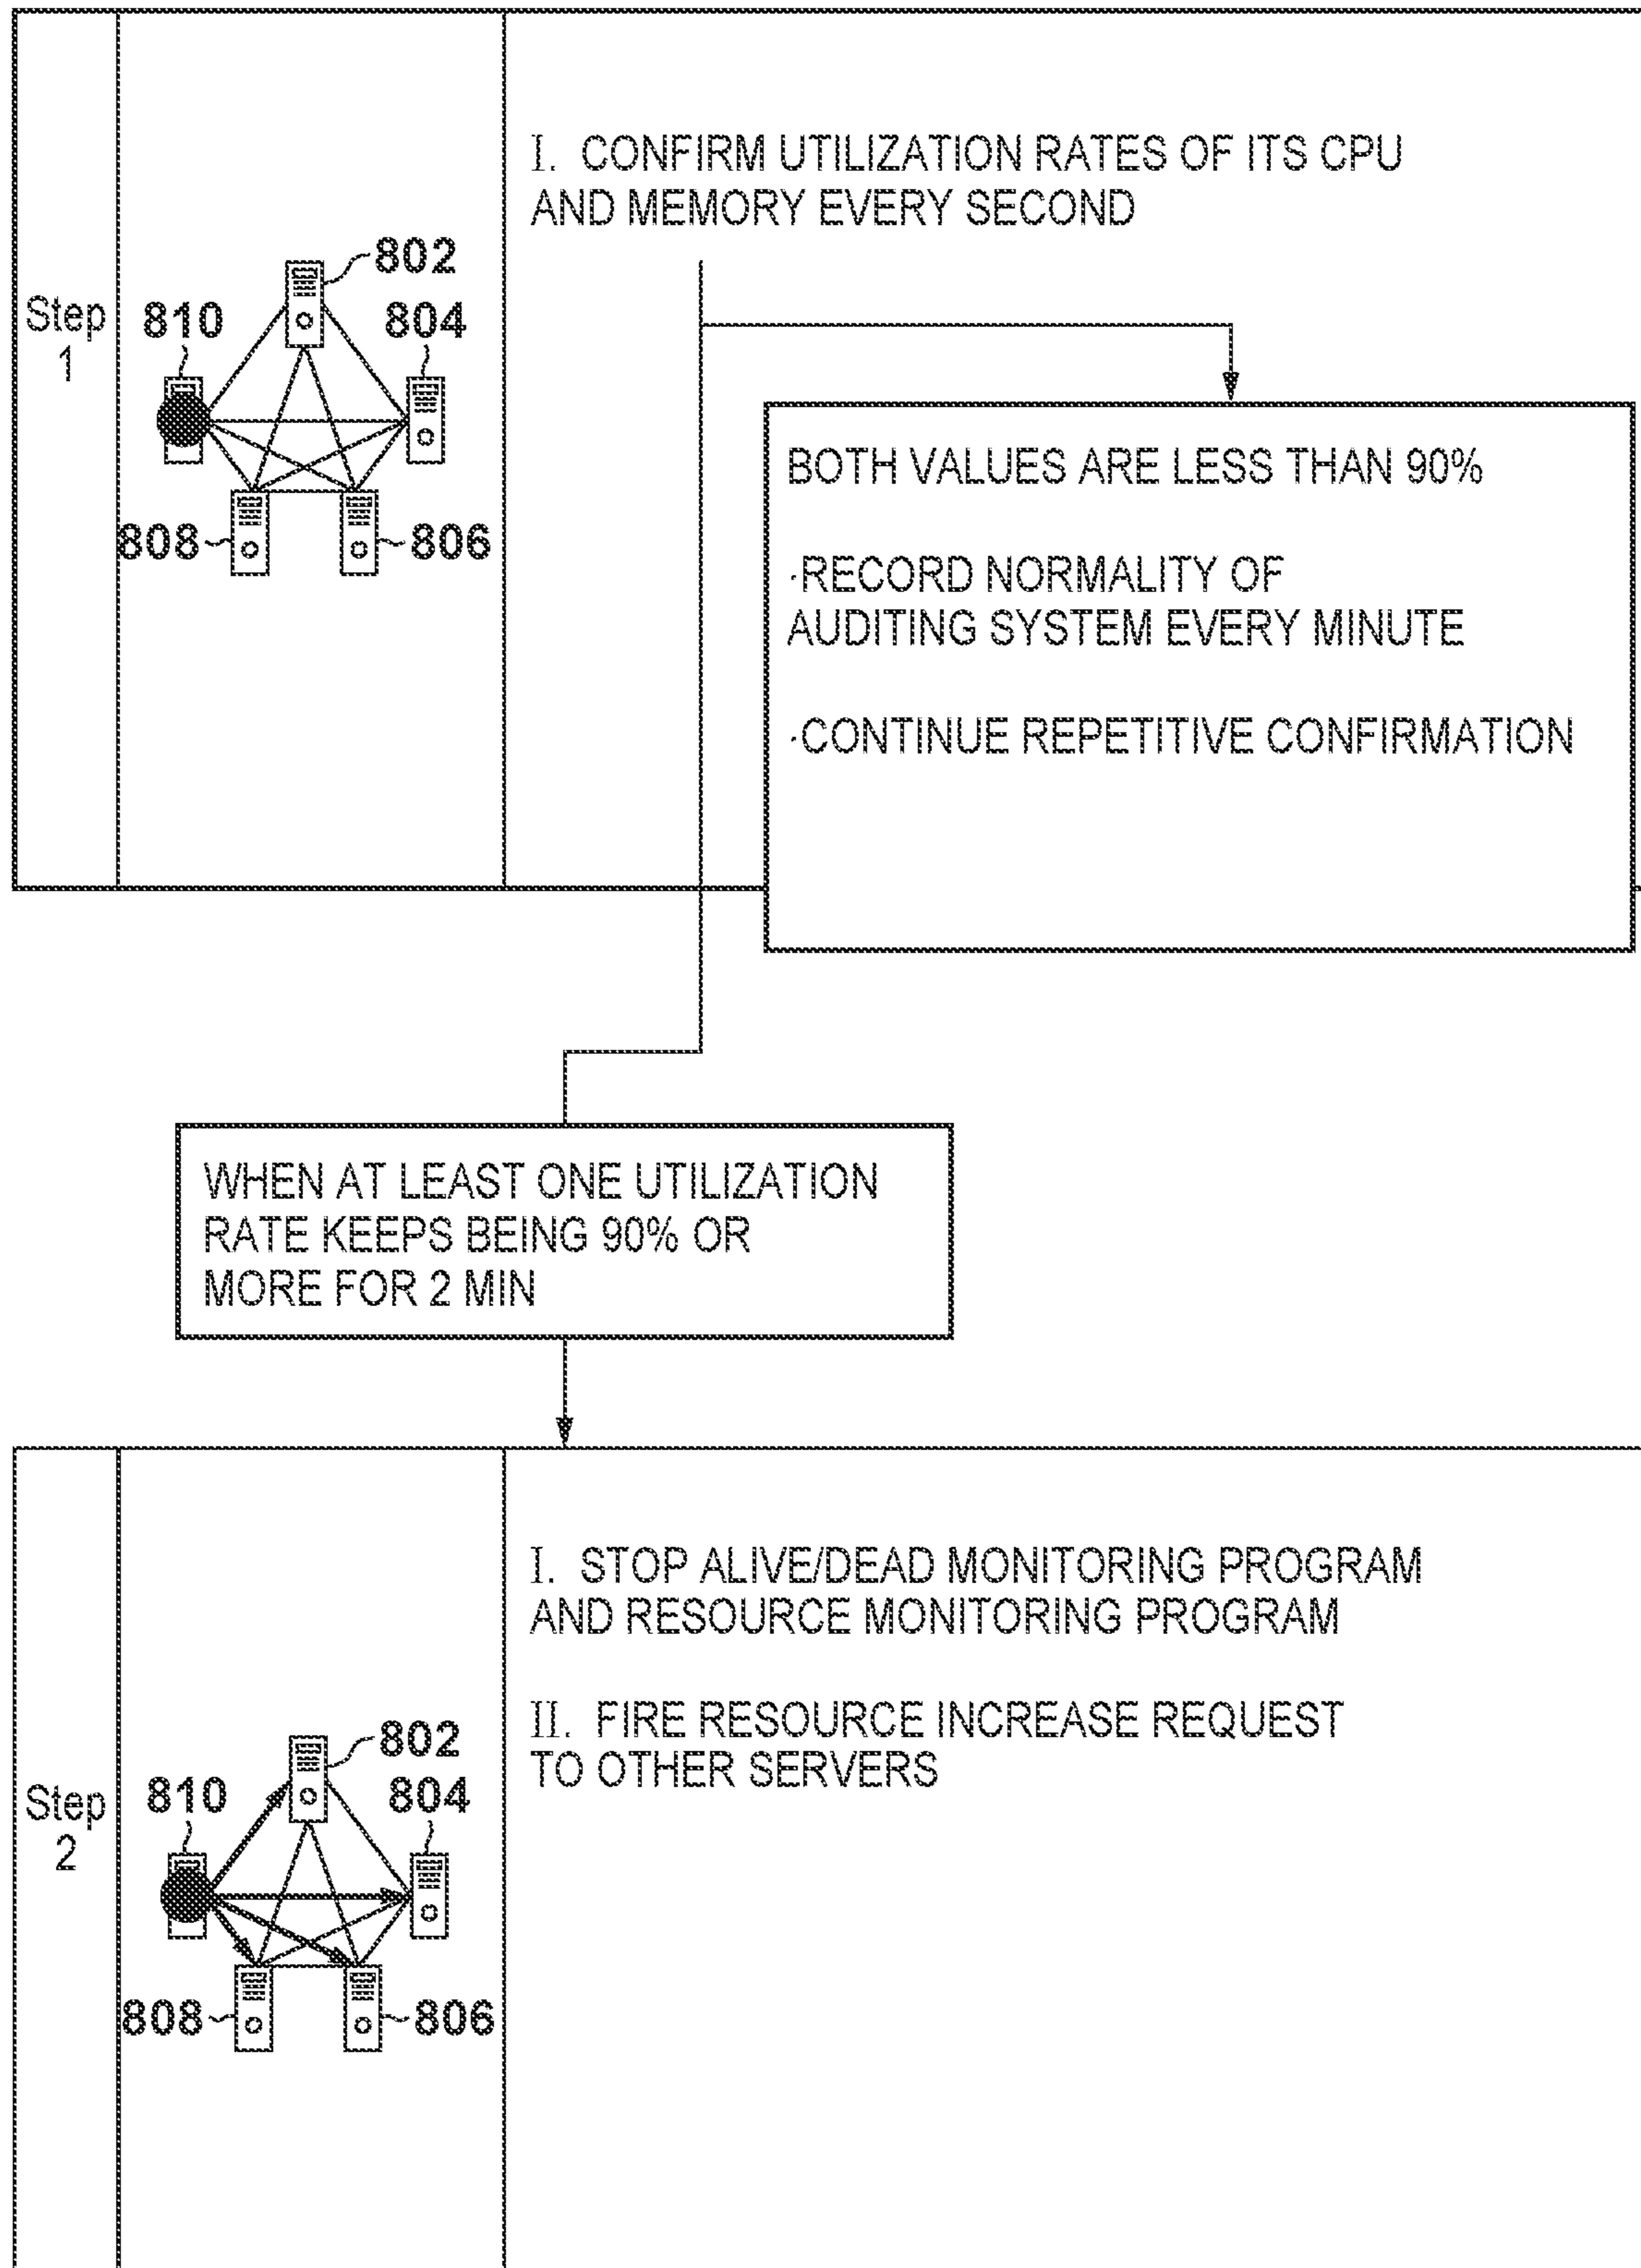 Step
1
802
810
804
808
806
I. CONFIRM UTILIZATION RATES OF ITS CPU
AND MEMORY EVERY SECOND
BOTH VALUES ARE LESS THAN 90%
·RECORD NORMALITY OF
AUDITING SYSTEM EVERY MINUTE
·CONTINUE REPETITIVE CONFIRMATION
WHEN AT LEAST ONE UTILIZATION
RATE KEEPS BEING 90% OR
MORE FOR 2 MIN
Step
2
802
810
804
808
806
I. STOP ALIVE/DEAD MONITORING PROGRAM
AND RESOURCE MONITORING PROGRAM
II. FIRE RESOURCE INCREASE REQUEST
TO OTHER SERVERS